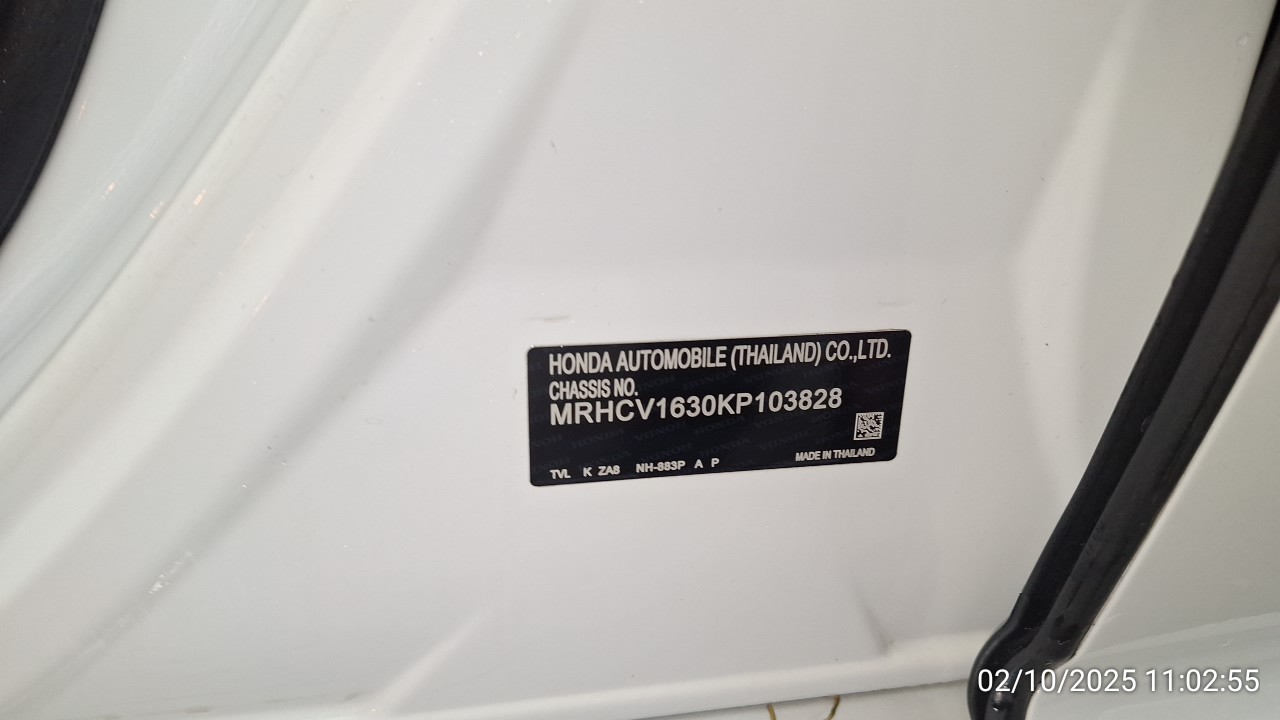 HONDA AUTOMOBILE (THAILAND) CO.,LTD.
CHASSIS NO.
MRHCV1630KP103828
TVL K ZA8 NH-883P A P
MADE IN THAILAND
02/10/2025 11:02:55